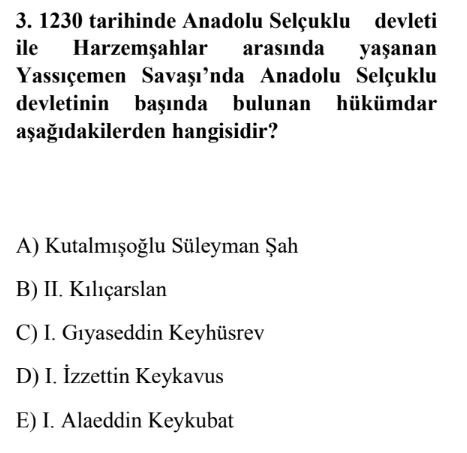 3. 1230 tarihinde Anadolu Selçuklu devleti
ile Harzemşahlar arasında yaşanan
Yassıçemen Savaşı’nda Anadolu Selçuklu
devletinin başında bulunan hükümdar
aşağıdakilerden hangisidir?
A) Kutalmışoğlu Süleyman Şah
B) II. Kılıçarslan
C) I. Gıyaseddin Keyhüsrev
D) I. İzzettin Keykavus
E) I. Alaeddin Keykubat